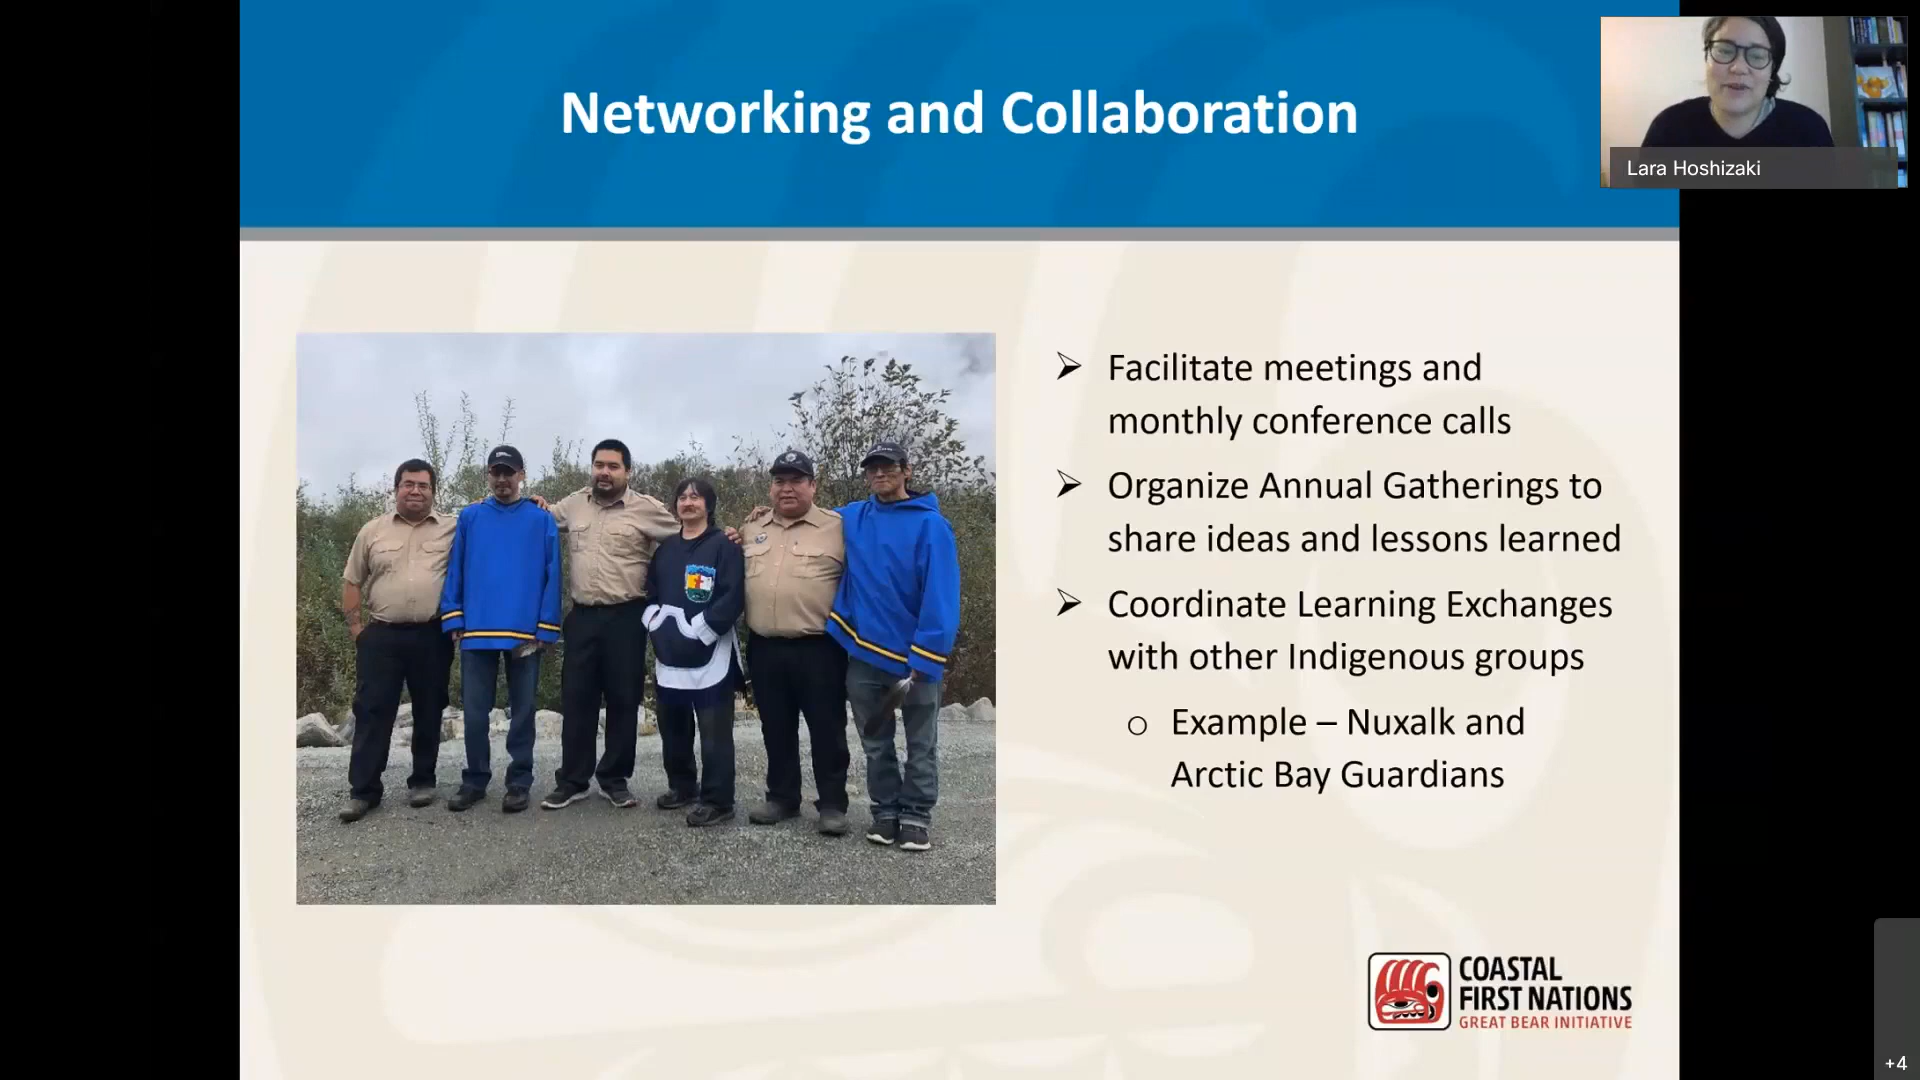 Networking and Collaboration
Lara Hoshizaki
➢ Facilitate meetings and
monthly conference calls
➢ Organize Annual Gatherings to
share ideas and lessons learned
➢ Coordinate Learning Exchanges
with other Indigenous groups
o Example – Nuxalk and
Arctic Bay Guardians
COASTAL
FIRST NATIONS
GREAT BEAR INITIATIVE
+4